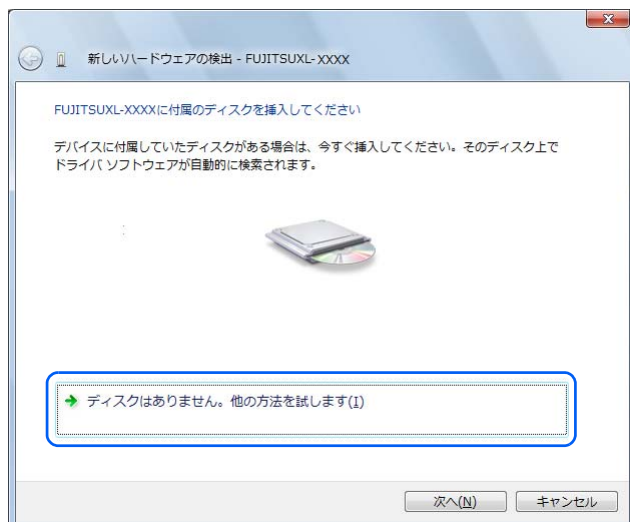 新しいハードウェアの検出 - FUJITSUXL-XXXX
FUJITSUXL-XXXXに付属のディスクを挿入してください
デバイスに付属していたディスクがある場合は、今すぐ挿入してください。そのディスク上で
ドライバ ソフトウェアが自動的に検索されます。
ディスクはありません。他の方法を試します(I)
次へ(N) キャンセル